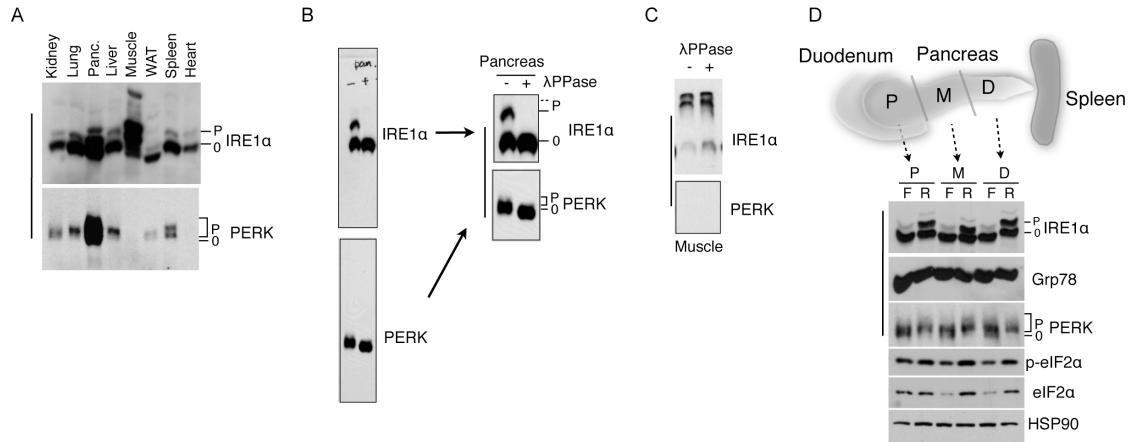 A
Kidney
Lung
Panc.
Liver
Muscle
WAT
Spleen
Heart
P
0
IRE1α
P
0
PERK
B
pan.
- +
IRE1α
PERK
Pancreas
- + λPPase
P
0
IRE1α
P
0
PERK
C
λPPase
- +
IRE1α
PERK
Muscle
D
Duodenum
Pancreas
Spleen
P M D
P M D
F R F R F R
P
0
IRE1α
Grp78
P
0
PERK
p-eIF2α
eIF2α
HSP90